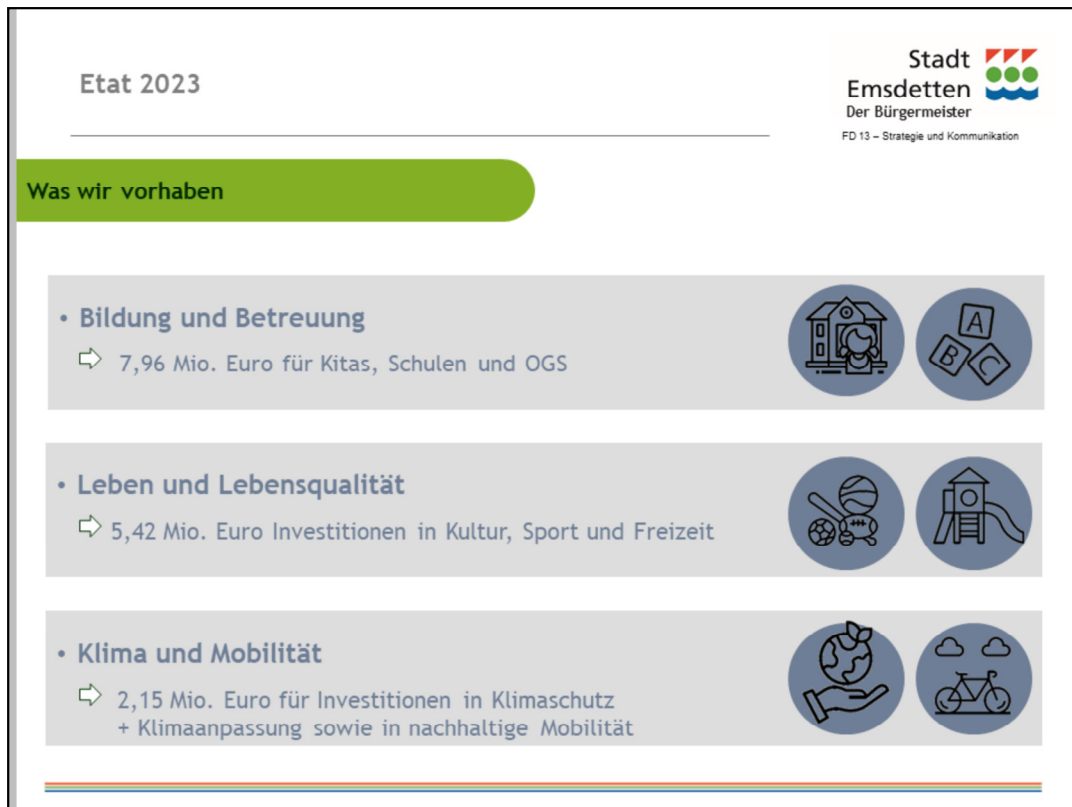 Etat 2023
Stadt
Emsdetten
Der Bürgermeister
FD 13 – Strategie und Kommunikation
Was wir vorhaben
• Bildung und Betreuung
7,96 Mio. Euro für Kitas, Schulen und OGS
A
B C
• Leben und Lebensqualität
5,42 Mio. Euro Investitionen in Kultur, Sport und Freizeit
• Klima und Mobilität
2,15 Mio. Euro für Investitionen in Klimaschutz
+ Klimaanpassung sowie in nachhaltige Mobilität